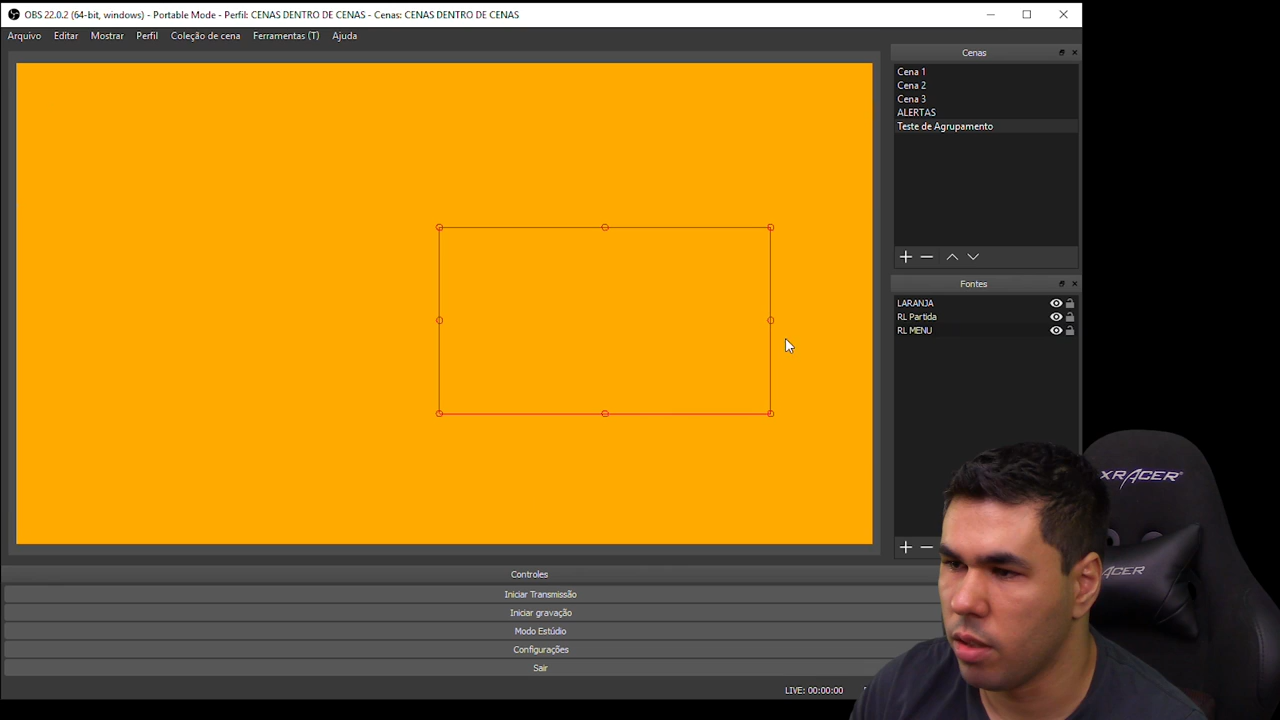 OBS 22.0.2 (64-bit, windows) - Portable Mode - Perfil: CENAS DENTRO DE CENAS - Cenas: CENAS DENTRO DE CENAS
Arquivo Editar Mostrar Perfil Coleção de cena Ferramentas (T) Ajuda
Cenas
Cena 1
Cena 2
Cena 3
ALERTAS
Teste de Agrupamento
Fontes
LARANJA
RL Partida
RL MENU
XRACER
ACER
Controles
Iniciar Transmissão
Iniciar gravação
Modo Estúdio
Configurações
Sair
LIVE: 00:00:00